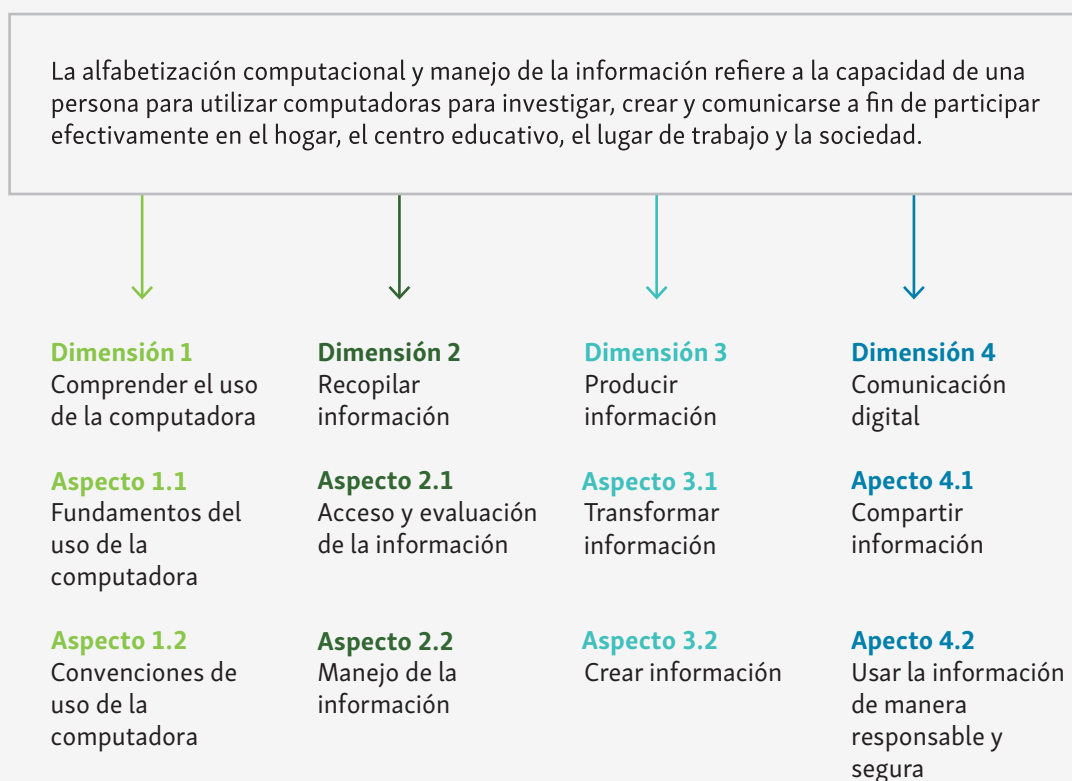 La alfabetización computacional y manejo de la información refiere a la capacidad de una
persona para utilizar computadoras para investigar, crear y comunicarse a fin de participar
efectivamente en el hogar, el centro educativo, el lugar de trabajo y la sociedad.
Dimensión 1
Comprender el uso
de la computadora
Aspecto 1.1
Fundamentos del
uso de la
computadora
Aspecto 1.2
Convenciones de
uso de la
computadora
Dimensión 2
Recopilar
información
Aspecto 2.1
Acceso y evaluación
de la información
Aspecto 2.2
Manejo de la
información
Dimensión 3
Producir
información
Aspecto 3.1
Transformar
información
Aspecto 3.2
Crear información
Dimensión 4
Comunicación
digital
Apecto 4.1
Compartir
información
Apecto 4.2
Usar la información
de manera
responsable y
segura